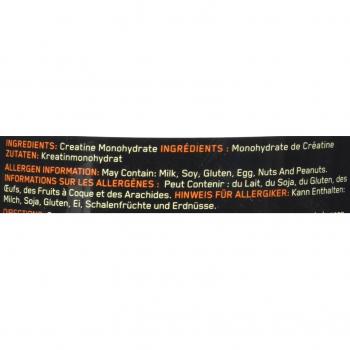 INGREDIENTS: Creatine Monohydrate INGRÉDIENTS : Monohydrate de Créatine
ZUTATEN: Kreatinmonohydrat
ALLERGEN INFORMATION: May Contain: Milk, Soy, Gluten, Egg, Nuts And Peanuts.
INFORMATIONS SUR LES ALLERGÈNES : Peut Contenir : du Lait, du Soja, du Gluten, des
Œufs, des Fruits à Coque et des Arachides. HINWEIS FÜR ALLERGIKER: Kann Enthalten:
Milch, Soja, Gluten, Ei, Schalenfrüchte und Erdnüsse.